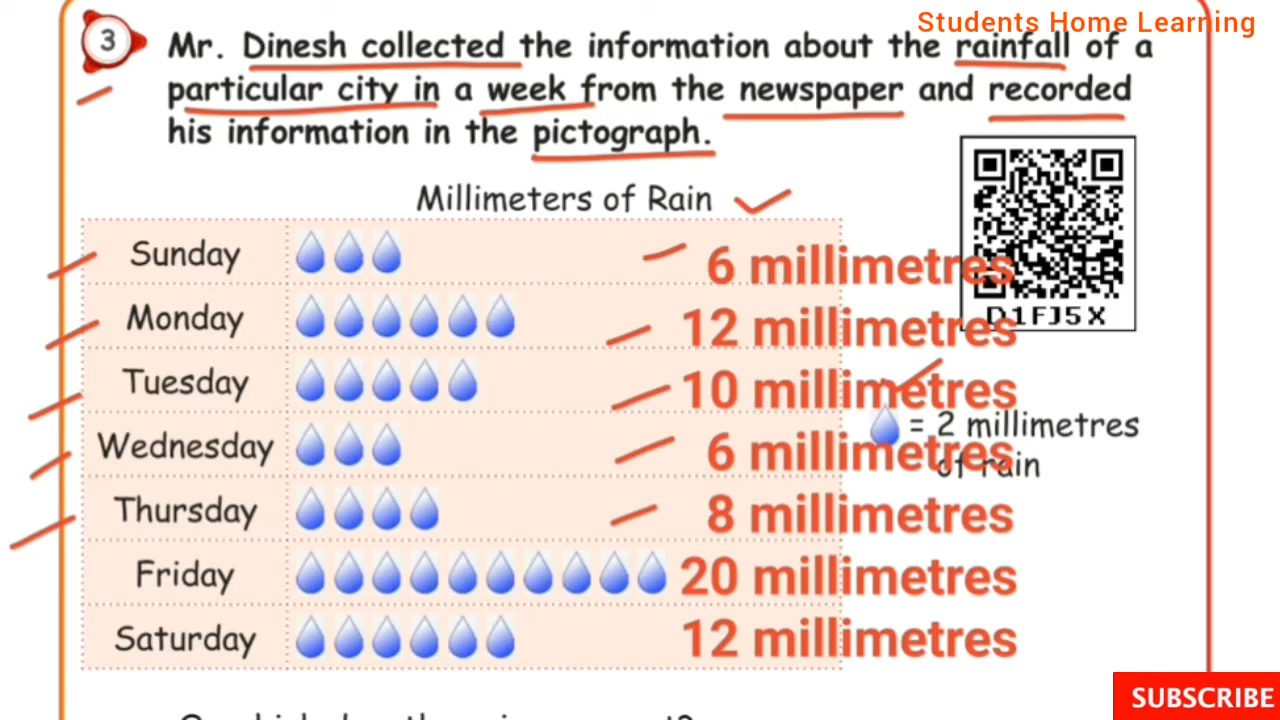 Students Home Learning
3
Mr. Dinesh collected the information about the rainfall of a
particular city in a week from the newspaper and recorded
his information in the pictograph.
Millimeters of Rain
Sunday 6 millimetres
Monday 12 millimetres
D1FJ5X
Tuesday 10 millimetres
= 2 millimetres
of rain
Wednesday 6 millimetres
Thursday 8 millimetres
Friday 20 millimetres
Saturday 12 millimetres
SUBSCRIBE